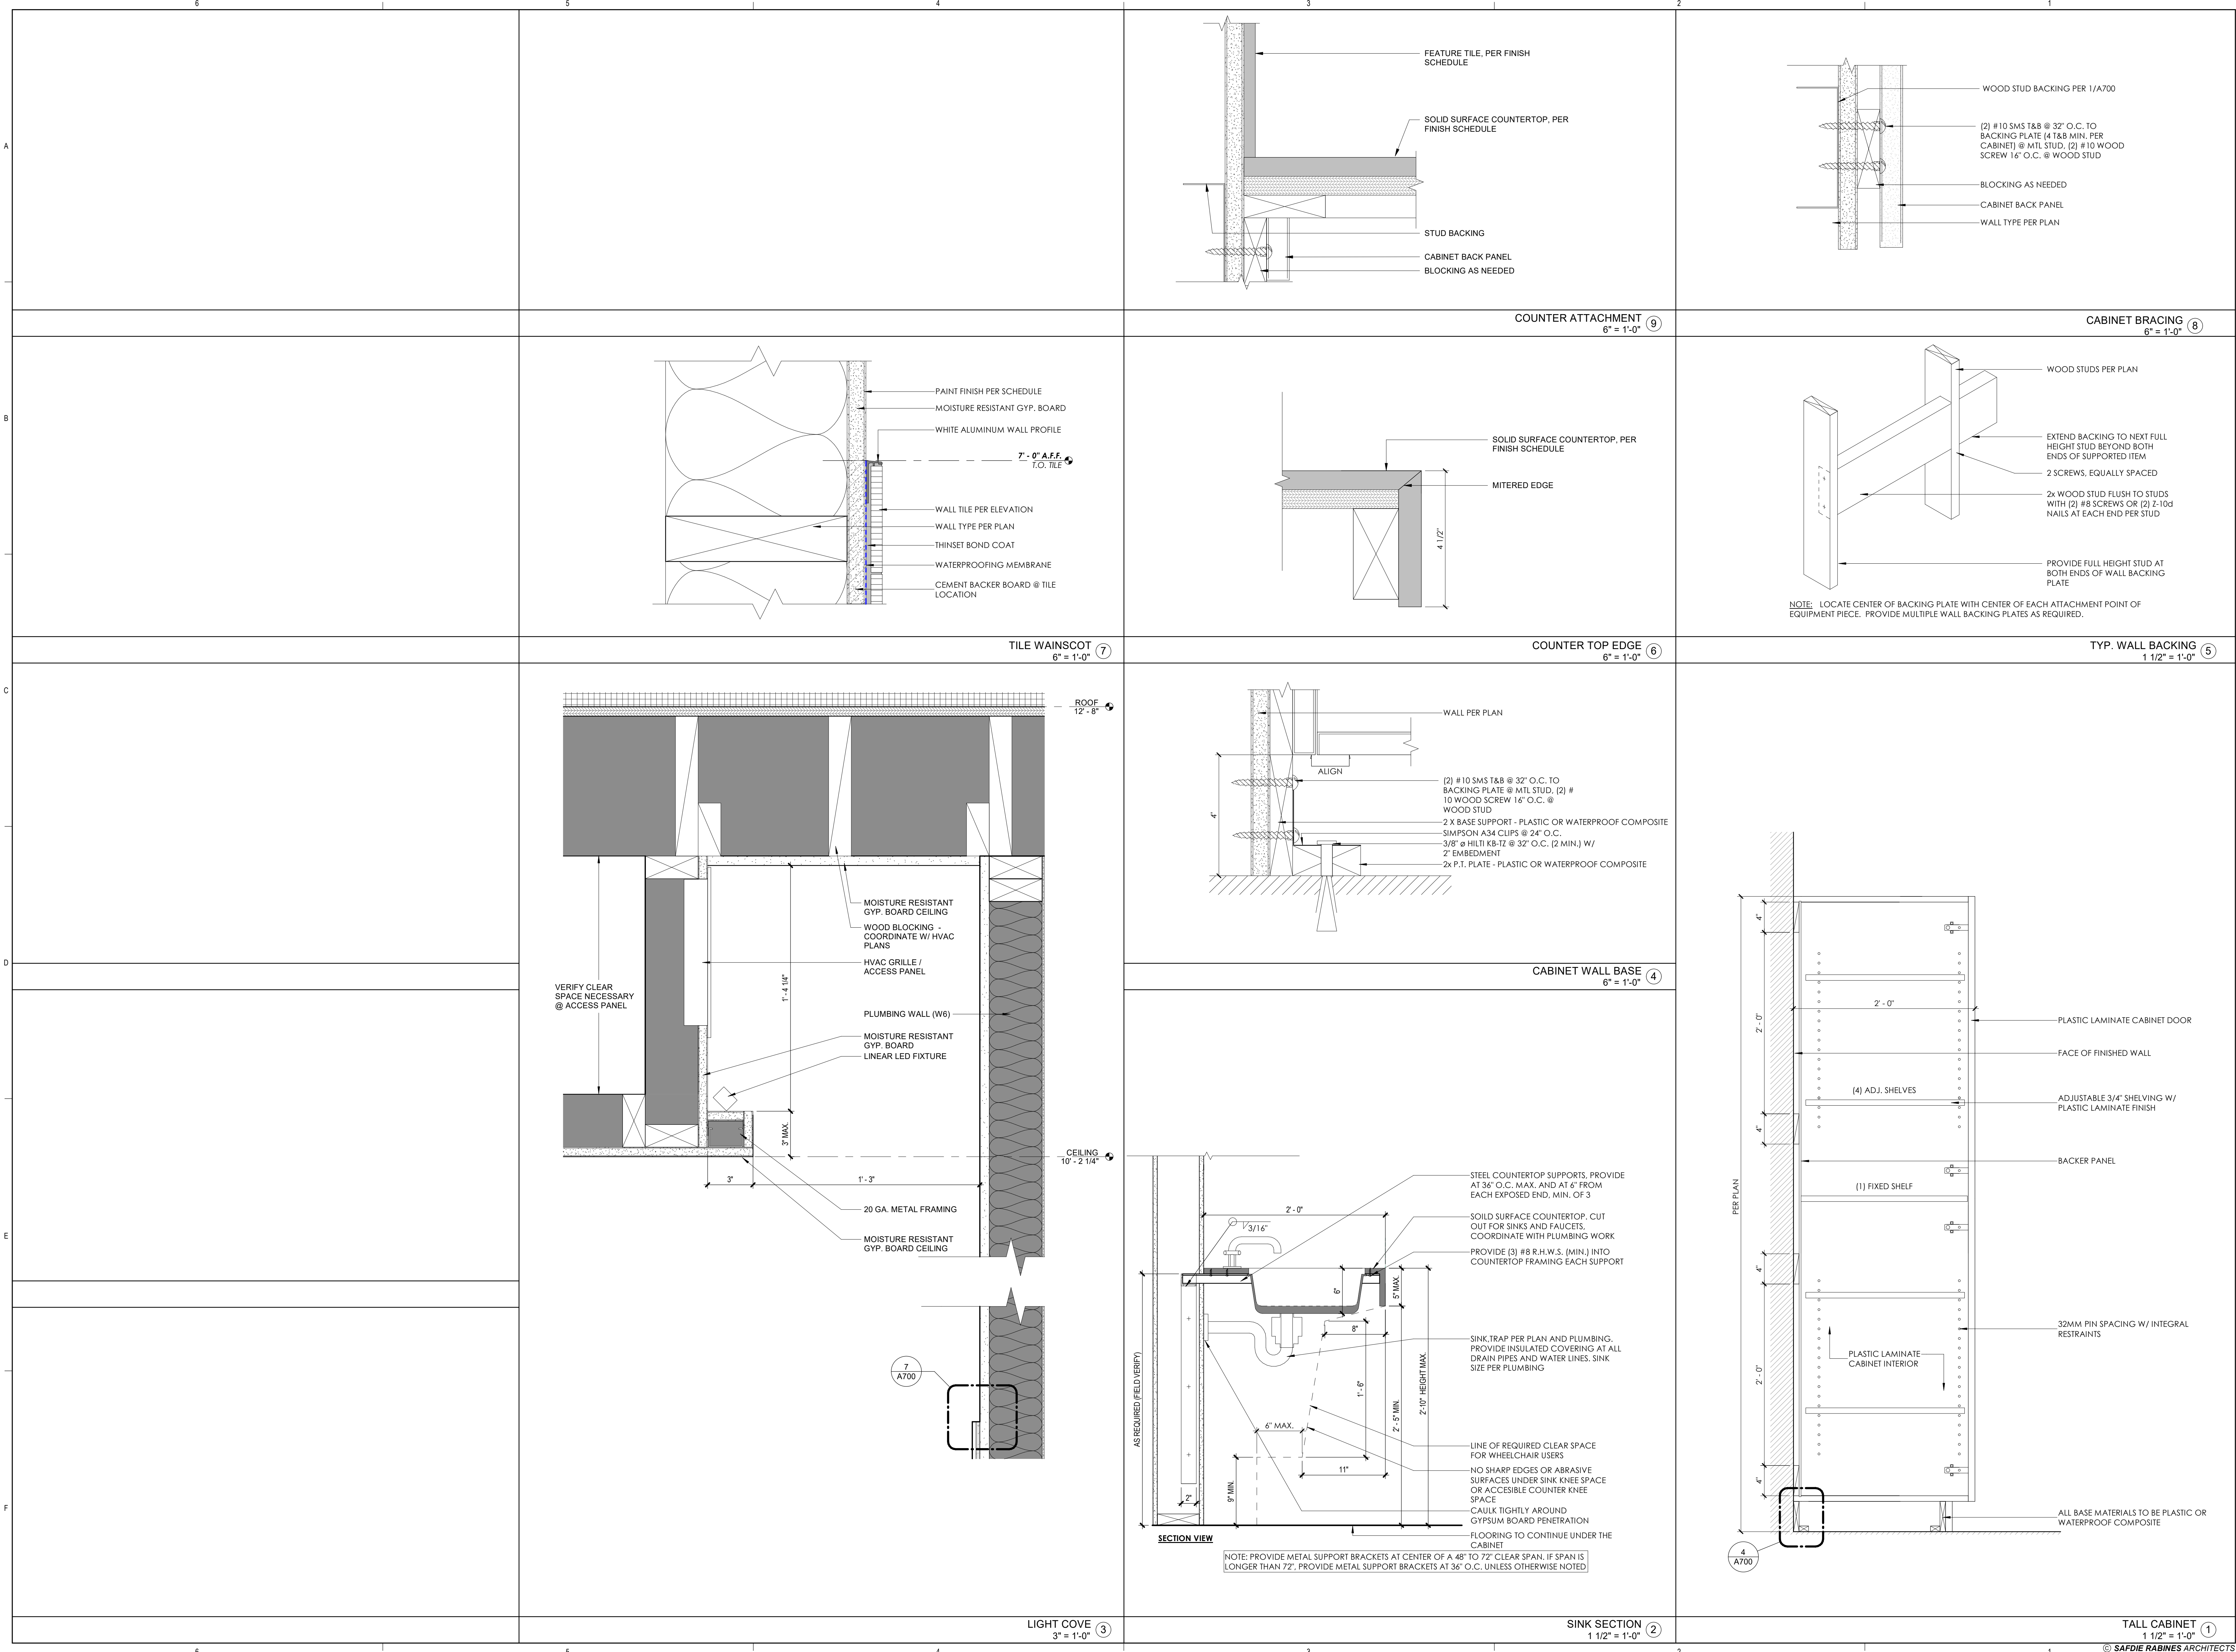 6
5
4
3
2
1
A
B
C
D
E
F
FEATURE TILE, PER FINISH
SCHEDULE
SOLID SURFACE COUNTERTOP, PER
FINISH SCHEDULE
STUD BACKING
CABINET BACK PANEL
BLOCKING AS NEEDED
COUNTER ATTACHMENT
6" = 1'-0"
9
WOOD STUD BACKING PER 1/A700
(2) #10 SMS T&B @ 32" O.C. TO
BACKING PLATE (4 T&B MIN. PER
CABINET) @ MTL STUD, (2) #10 WOOD
SCREW 16" O.C. @ WOOD STUD
BLOCKING AS NEEDED
CABINET BACK PANEL
WALL TYPE PER PLAN
CABINET BRACING
6" = 1'-0"
8
PAINT FINISH PER SCHEDULE
MOISTURE RESISTANT GYP. BOARD
WHITE ALUMINUM WALL PROFILE
7' - 0" A.F.F.
T.O. TILE
WALL TILE PER ELEVATION
WALL TYPE PER PLAN
THINSET BOND COAT
WATERPROOFING MEMBRANE
CEMENT BACKER BOARD @ TILE
LOCATION
TILE WAINSCOT
6" = 1'-0"
7
SOLID SURFACE COUNTERTOP, PER
FINISH SCHEDULE
MITERED EDGE
4 1/2"
COUNTER TOP EDGE
6" = 1'-0"
6
WOOD STUDS PER PLAN
EXTEND BACKING TO NEXT FULL
HEIGHT STUD BEYOND BOTH
ENDS OF SUPPORTED ITEM
2 SCREWS, EQUALLY SPACED
2x WOOD STUD FLUSH TO STUDS
WITH (2) #8 SCREWS OR (2) Z-10d
NAILS AT EACH END PER STUD
PROVIDE FULL HEIGHT STUD AT
BOTH ENDS OF WALL BACKING
PLATE
NOTE: LOCATE CENTER OF BACKING PLATE WITH CENTER OF EACH ATTACHMENT POINT OF
EQUIPMENT PIECE. PROVIDE MULTIPLE WALL BACKING PLATES AS REQUIRED.
TYP. WALL BACKING
1 1/2" = 1'-0"
5
ROOF
12' - 8"
MOISTURE RESISTANT
GYP. BOARD CEILING
WOOD BLOCKING -
COORDINATE W/ HVAC
PLANS
HVAC GRILLE /
ACCESS PANEL
VERIFY CLEAR
SPACE NECESSARY
@ ACCESS PANEL
1' - 4 1/4"
PLUMBING WALL (W6)
MOISTURE RESISTANT
GYP. BOARD
LINEAR LED FIXTURE
3" MAX.
CEILING
10' - 2 1/4"
3"
1' - 3"
20 GA. METAL FRAMING
MOISTURE RESISTANT
GYP. BOARD CEILING
7
A700
LIGHT COVE
3" = 1'-0"
3
WALL PER PLAN
ALIGN
4"
(2) #10 SMS T&B @ 32" O.C. TO
BACKING PLATE @ MTL STUD, (2) #
10 WOOD SCREW 16" O.C. @
WOOD STUD
2 X BASE SUPPORT - PLASTIC OR WATERPROOF COMPOSITE
SIMPSON A34 CLIPS @ 24" O.C.
3/8" ø HILTI KB-TZ @ 32" O.C. (2 MIN.) W/
2" EMBEDMENT
2x P.T. PLATE - PLASTIC OR WATERPROOF COMPOSITE
CABINET WALL BASE
6" = 1'-0"
4
STEEL COUNTERTOP SUPPORTS, PROVIDE
AT 36" O.C. MAX. AND AT 6" FROM
EACH EXPOSED END, MIN. OF 3
2' - 0"
3/16"
SOILD SURFACE COUNTERTOP. CUT
OUT FOR SINKS AND FAUCETS,
COORDINATE WITH PLUMBING WORK
PROVIDE (3) #8 R.H.W.S. (MIN.) INTO
COUNTERTOP FRAMING EACH SUPPORT
6"
5" MAX.
8"
SINK,TRAP PER PLAN AND PLUMBING.
PROVIDE INSULATED COVERING AT ALL
DRAIN PIPES AND WATER LINES. SINK
SIZE PER PLUMBING
AS REQUIRED (FIELD VERIFY)
1' - 6"
2' - 5" MIN.
2'-10" HEIGHT MAX.
6" MAX.
LINE OF REQUIRED CLEAR SPACE
FOR WHEELCHAIR USERS
11"
NO SHARP EDGES OR ABRASIVE
SURFACES UNDER SINK KNEE SPACE
OR ACCESIBLE COUNTER KNEE
SPACE
2"
9" MIN.
CAULK TIGHTLY AROUND
GYPSUM BOARD PENETRATION
FLOORING TO CONTINUE UNDER THE
CABINET
SECTION VIEW
NOTE: PROVIDE METAL SUPPORT BRACKETS AT CENTER OF A 48" TO 72" CLEAR SPAN. IF SPAN IS
LONGER THAN 72", PROVIDE METAL SUPPORT BRACKETS AT 36" O.C. UNLESS OTHERWISE NOTED
SINK SECTION
1 1/2" = 1'-0"
2
4"
2' - 0"
2' - 0"
PLASTIC LAMINATE CABINET DOOR
FACE OF FINISHED WALL
(4) ADJ. SHELVES
ADJUSTABLE 3/4" SHELVING W/
PLASTIC LAMINATE FINISH
4"
BACKER PANEL
PER PLAN
(1) FIXED SHELF
4"
32MM PIN SPACING W/ INTEGRAL
RESTRAINTS
PLASTIC LAMINATE
CABINET INTERIOR
2' - 0"
4"
ALL BASE MATERIALS TO BE PLASTIC OR
WATERPROOF COMPOSITE
4
A700
TALL CABINET
1 1/2" = 1'-0"
1
6
5
4
3
2
1
© SAFDIE RABINES ARCHITECTS